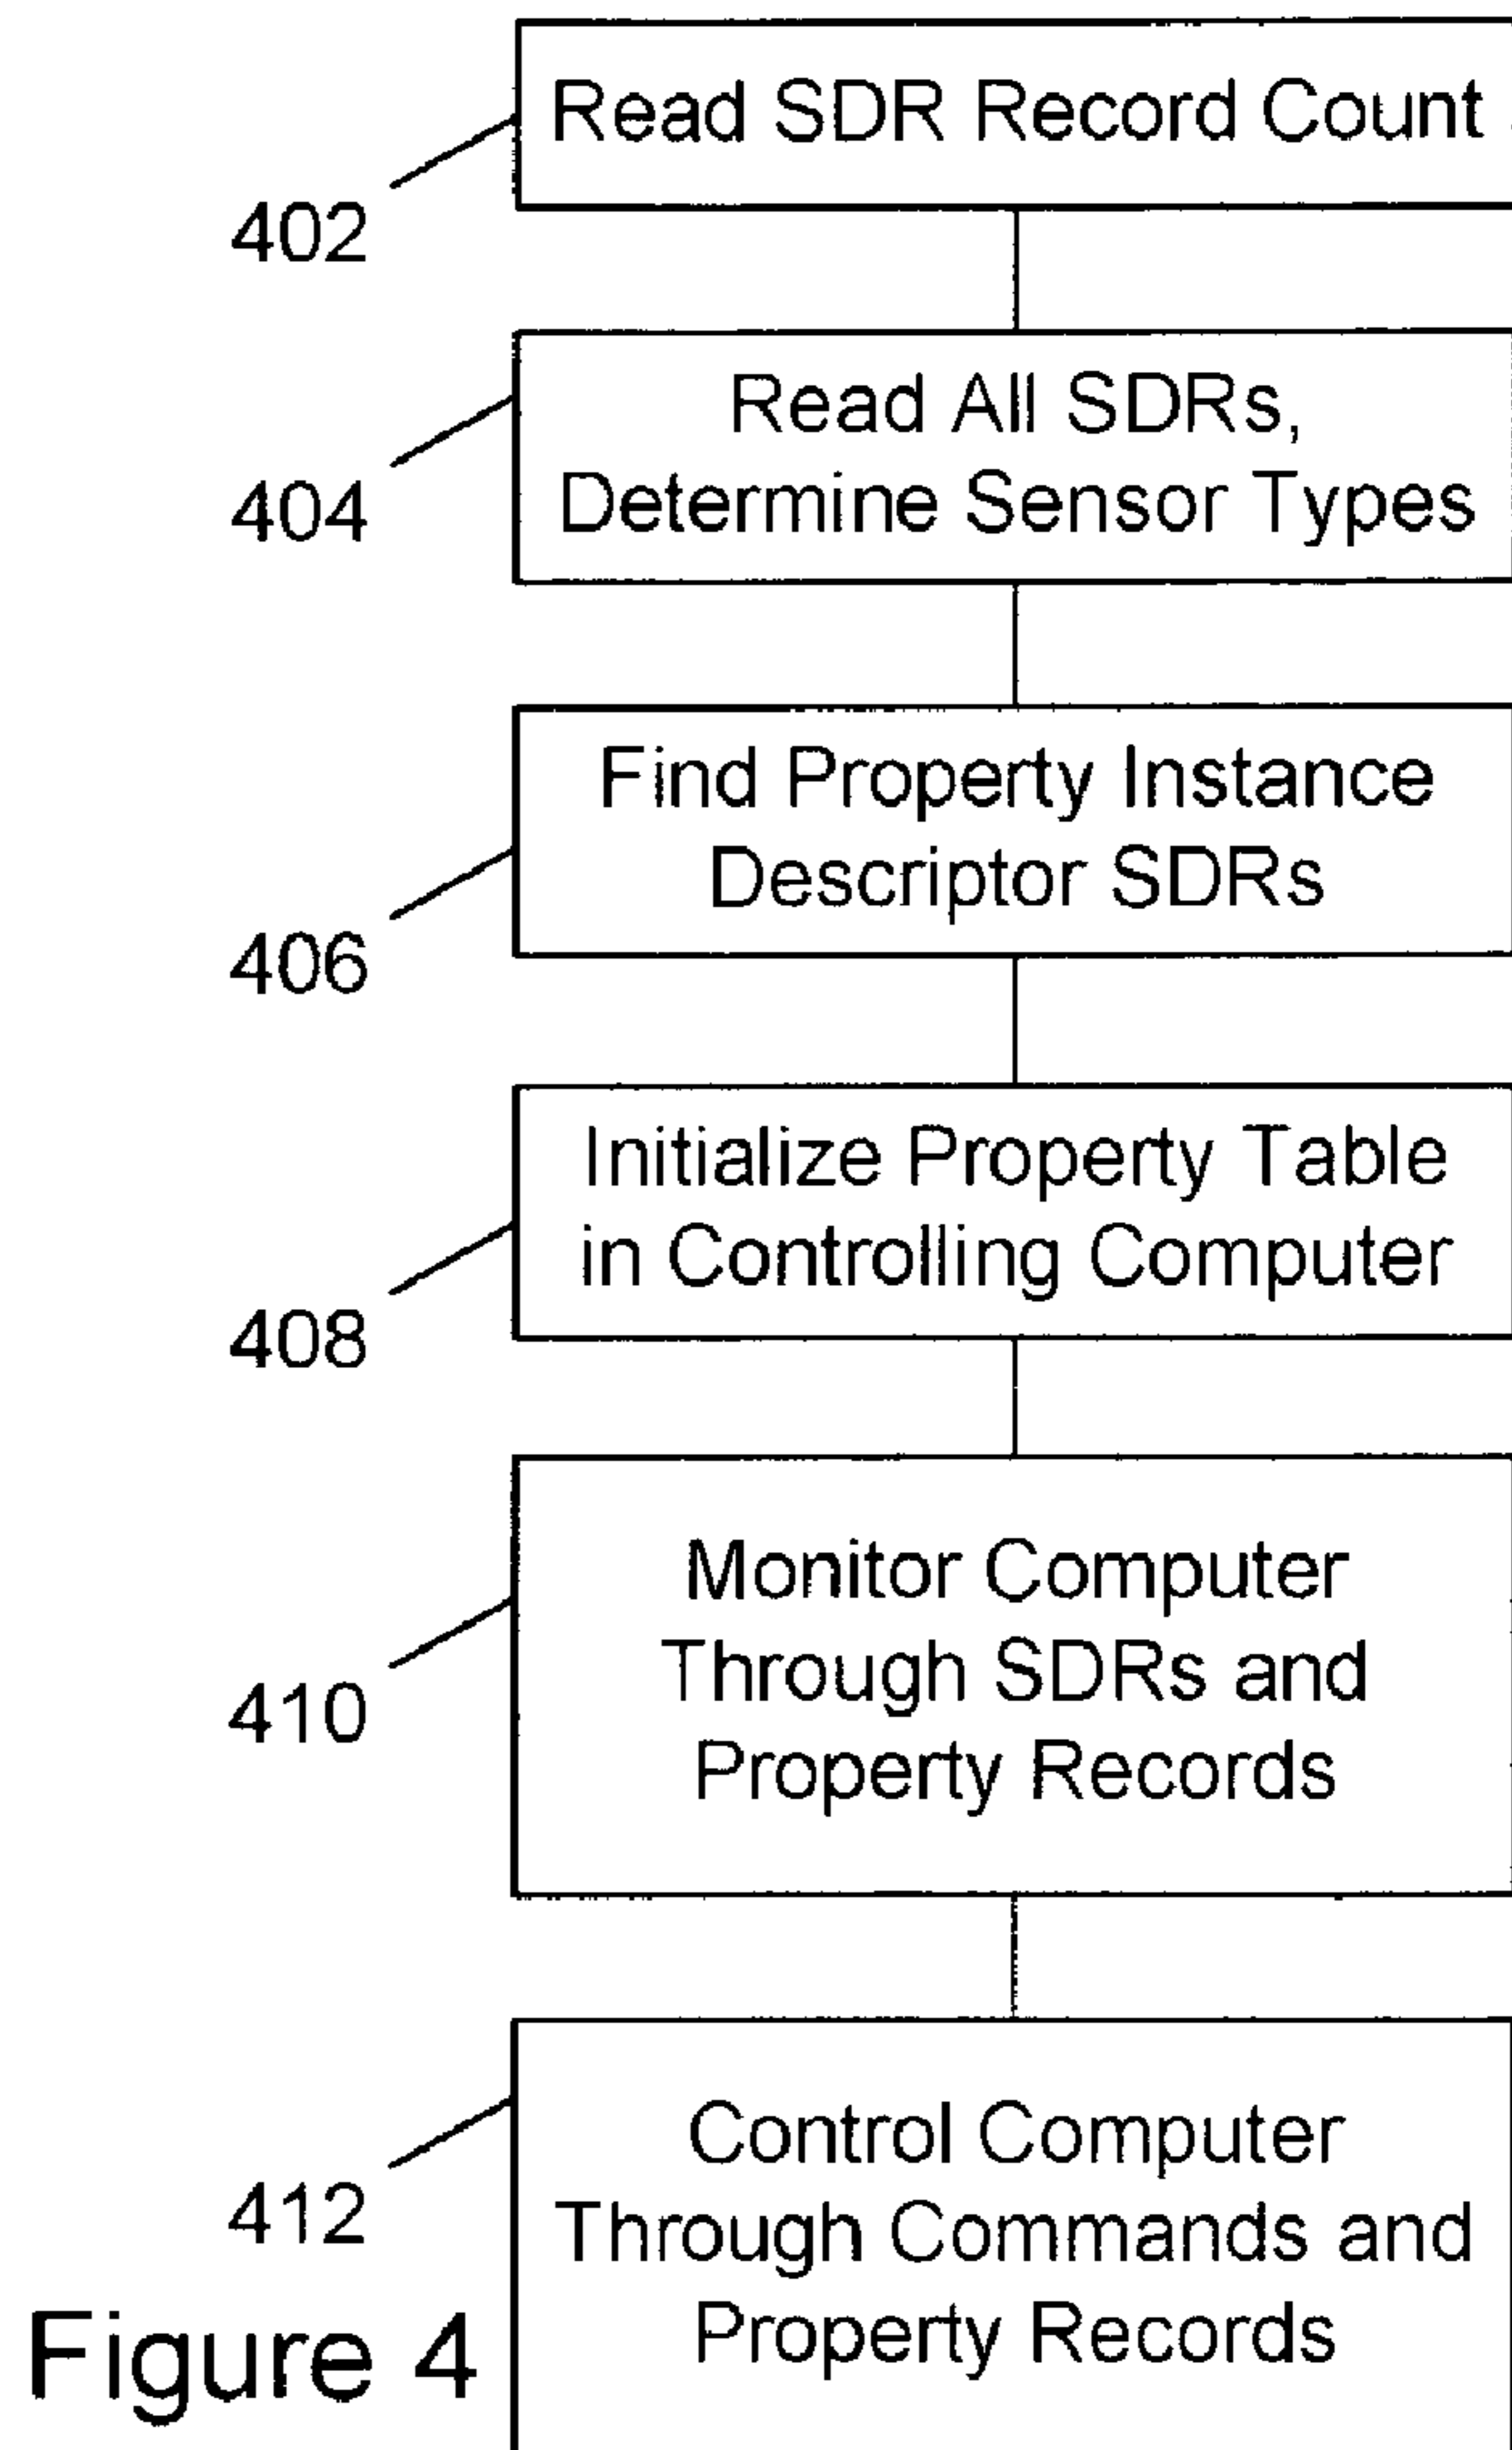 Read SDR Record Count
402
Read All SDRs,
Determine Sensor Types
404
Find Property Instance
Descriptor SDRs
406
Initialize Property Table
in Controlling Computer
408
Monitor Computer
Through SDRs and
Property Records
410
Control Computer
Through Commands and
Property Records
412
Figure 4